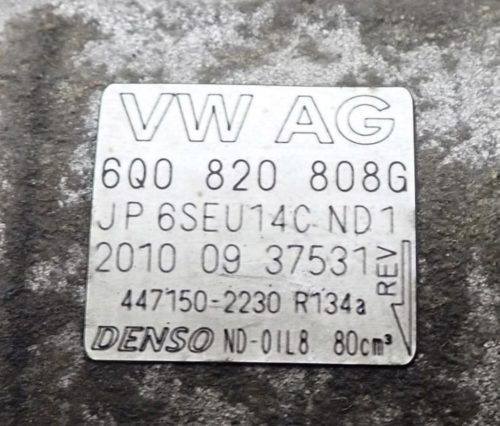 VW AG
6Q0 820 808G
JP 6SEU14C ND1
2010 09 37531
REV
447150-2230 R134a
DENSO ND-OIL8 80cm³